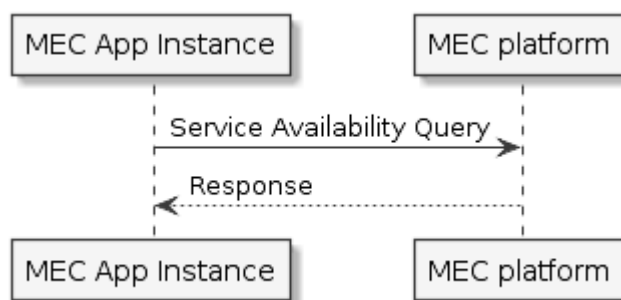 MEC App Instance
MEC platform
Service Availability Query
Response
MEC App Instance
MEC platform